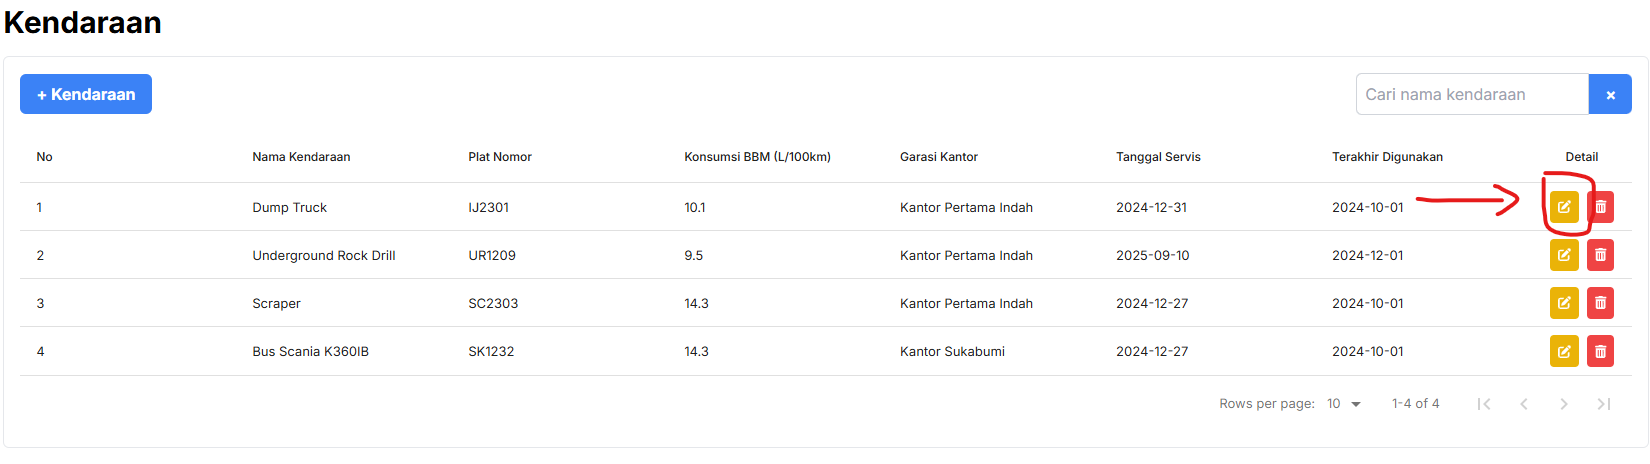 Kendaraan
+ Kendaraan
Cari nama kendaraan ×
No Nama Kendaraan Plat Nomor Konsumsi BBM (L/100km) Garasi Kantor Tanggal Servis Terakhir Digunakan Detail
1 Dump Truck IJ2301 10.1 Kantor Pertama Indah 2024-12-31 2024-10-01
2 Underground Rock Drill UR1209 9.5 Kantor Pertama Indah 2025-09-10 2024-12-01
3 Scraper SC2303 14.3 Kantor Pertama Indah 2024-12-27 2024-10-01
4 Bus Scania K360IB SK1232 14.3 Kantor Sukabumi 2024-12-27 2024-10-01
Rows per page: 10 1-4 of 4